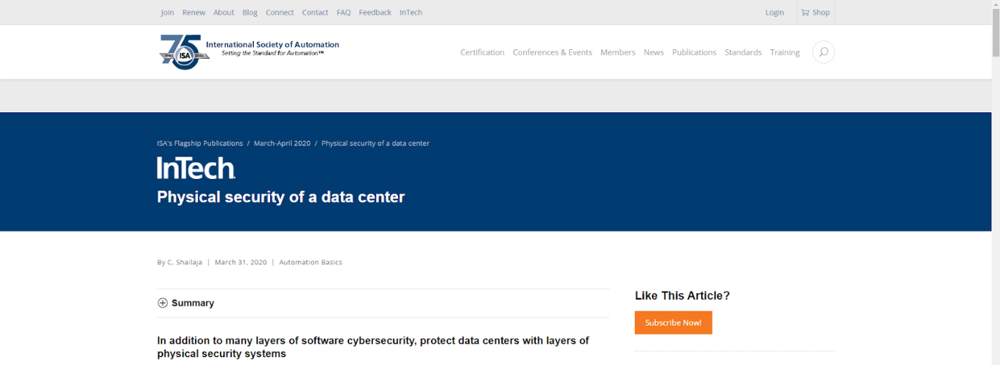 Join Renew About Blog Connect Contact FAQ Feedback InTech Login Shop
75
ISA
International Society of Automation
Setting the Standard for Automation™
Certification Conferences & Events Members News Publications Standards Training
ISA's Flagship Publications / March-April 2020 / Physical security of a data center
InTech
Physical security of a data center
By C. Shailaja | March 31, 2020 | Automation Basics
Summary
In addition to many layers of software cybersecurity, protect data centers with layers of
physical security systems
Like This Article?
Subscribe Now!